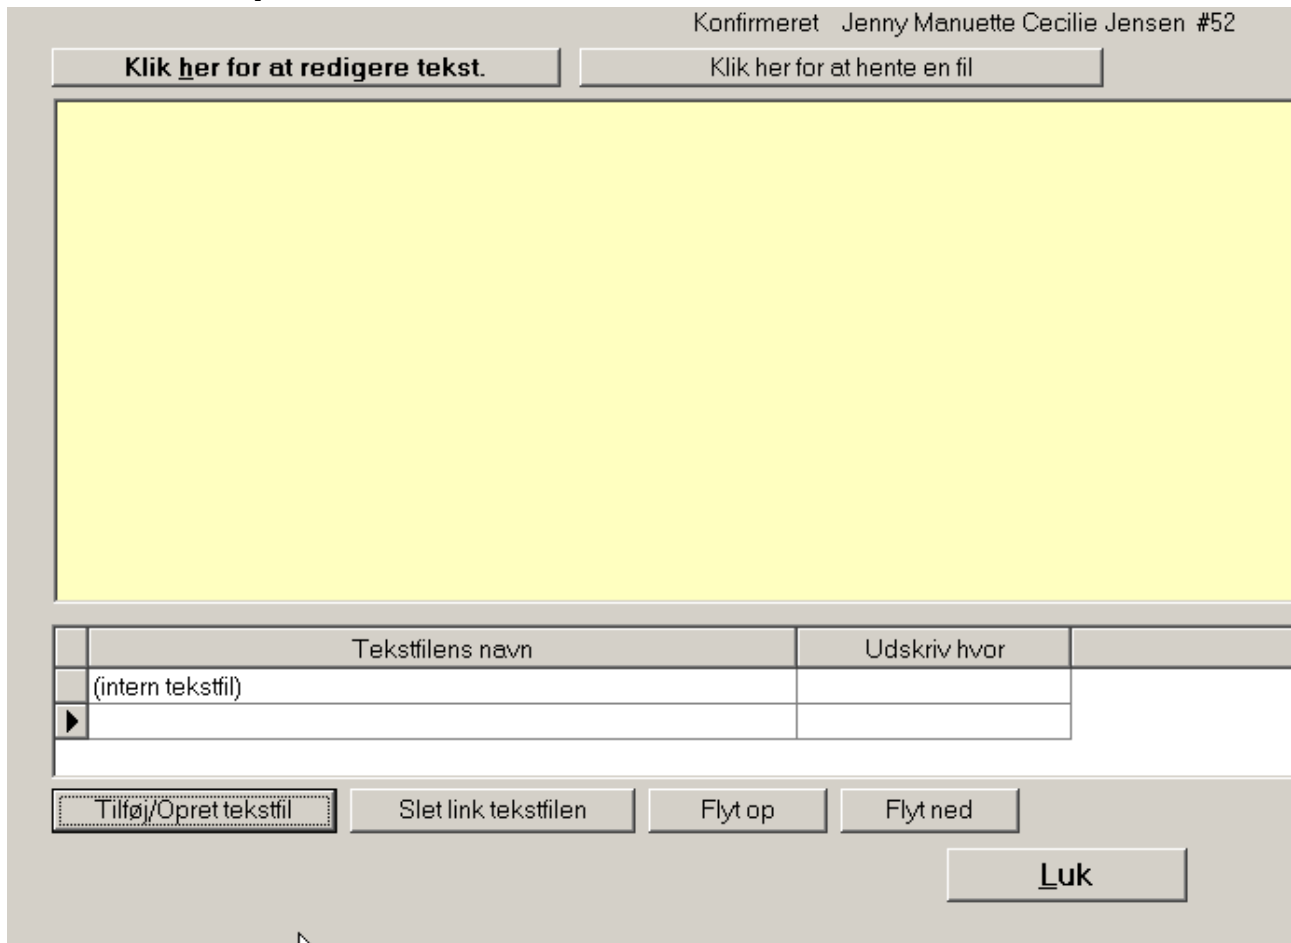 Konfirmeret Jenny Manuette Cecilie Jensen #52
Klik her for at redigere tekst. Klik her for at hente en fil
Tekstfilens navn Udskriv hvor
(intern tekstfil)
Tilføj/Opret tekstfil Slet link tekstfilen Flyt op Flyt ned
Luk